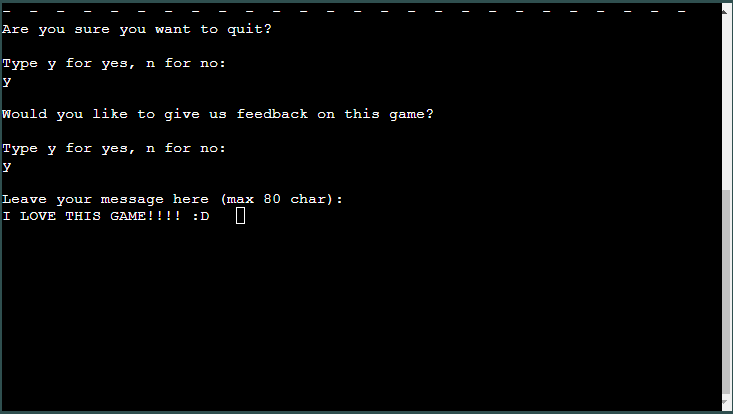 _ _ _ _ _ _ _ _ _ _ _ _ _ _ _ _ _ _ _ _ _ _ _ _ _ _
Are you sure you want to quit?
Type y for yes, n for no:
y
Would you like to give us feedback on this game?
Type y for yes, n for no:
y
Leave your message here (max 80 char):
I LOVE THIS GAME!!!! :D